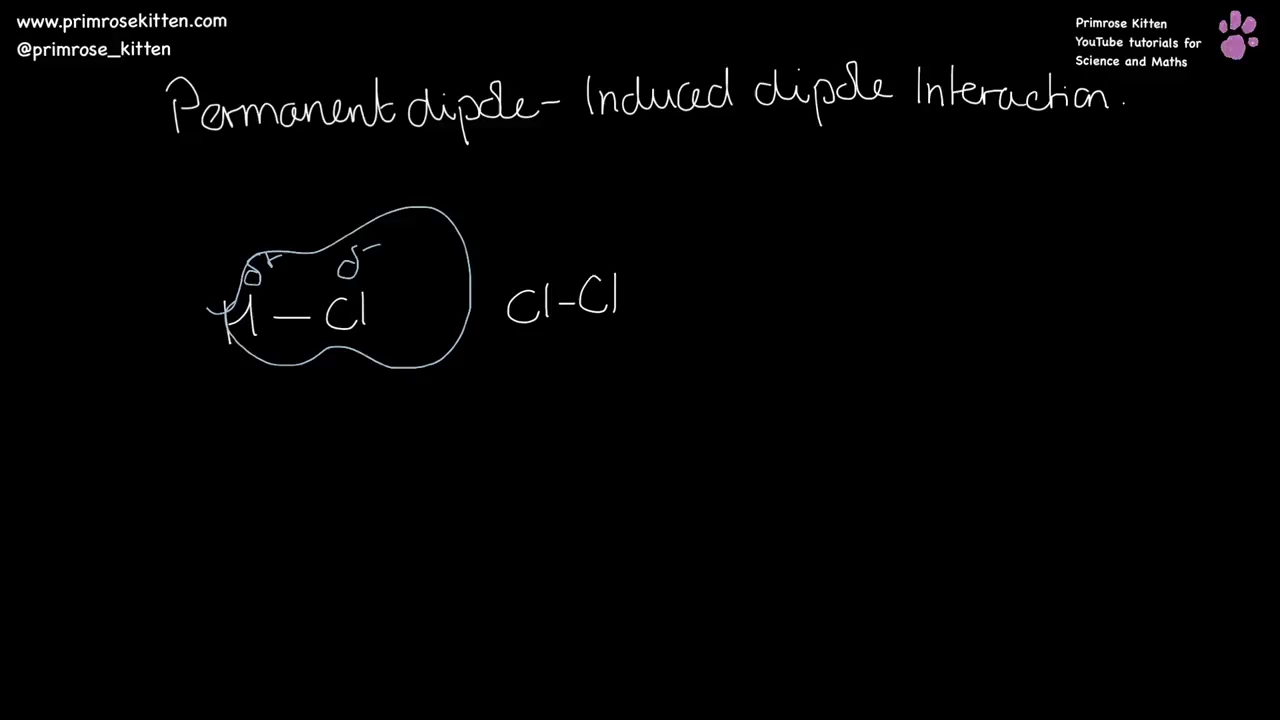 www.primrosekitten.com
@primrose_kitten
Primrose Kitten
YouTube tutorials for
Science and Maths
Permanent dipole - Induced dipole Interaction.
δ+ δ-
H - Cl Cl-Cl